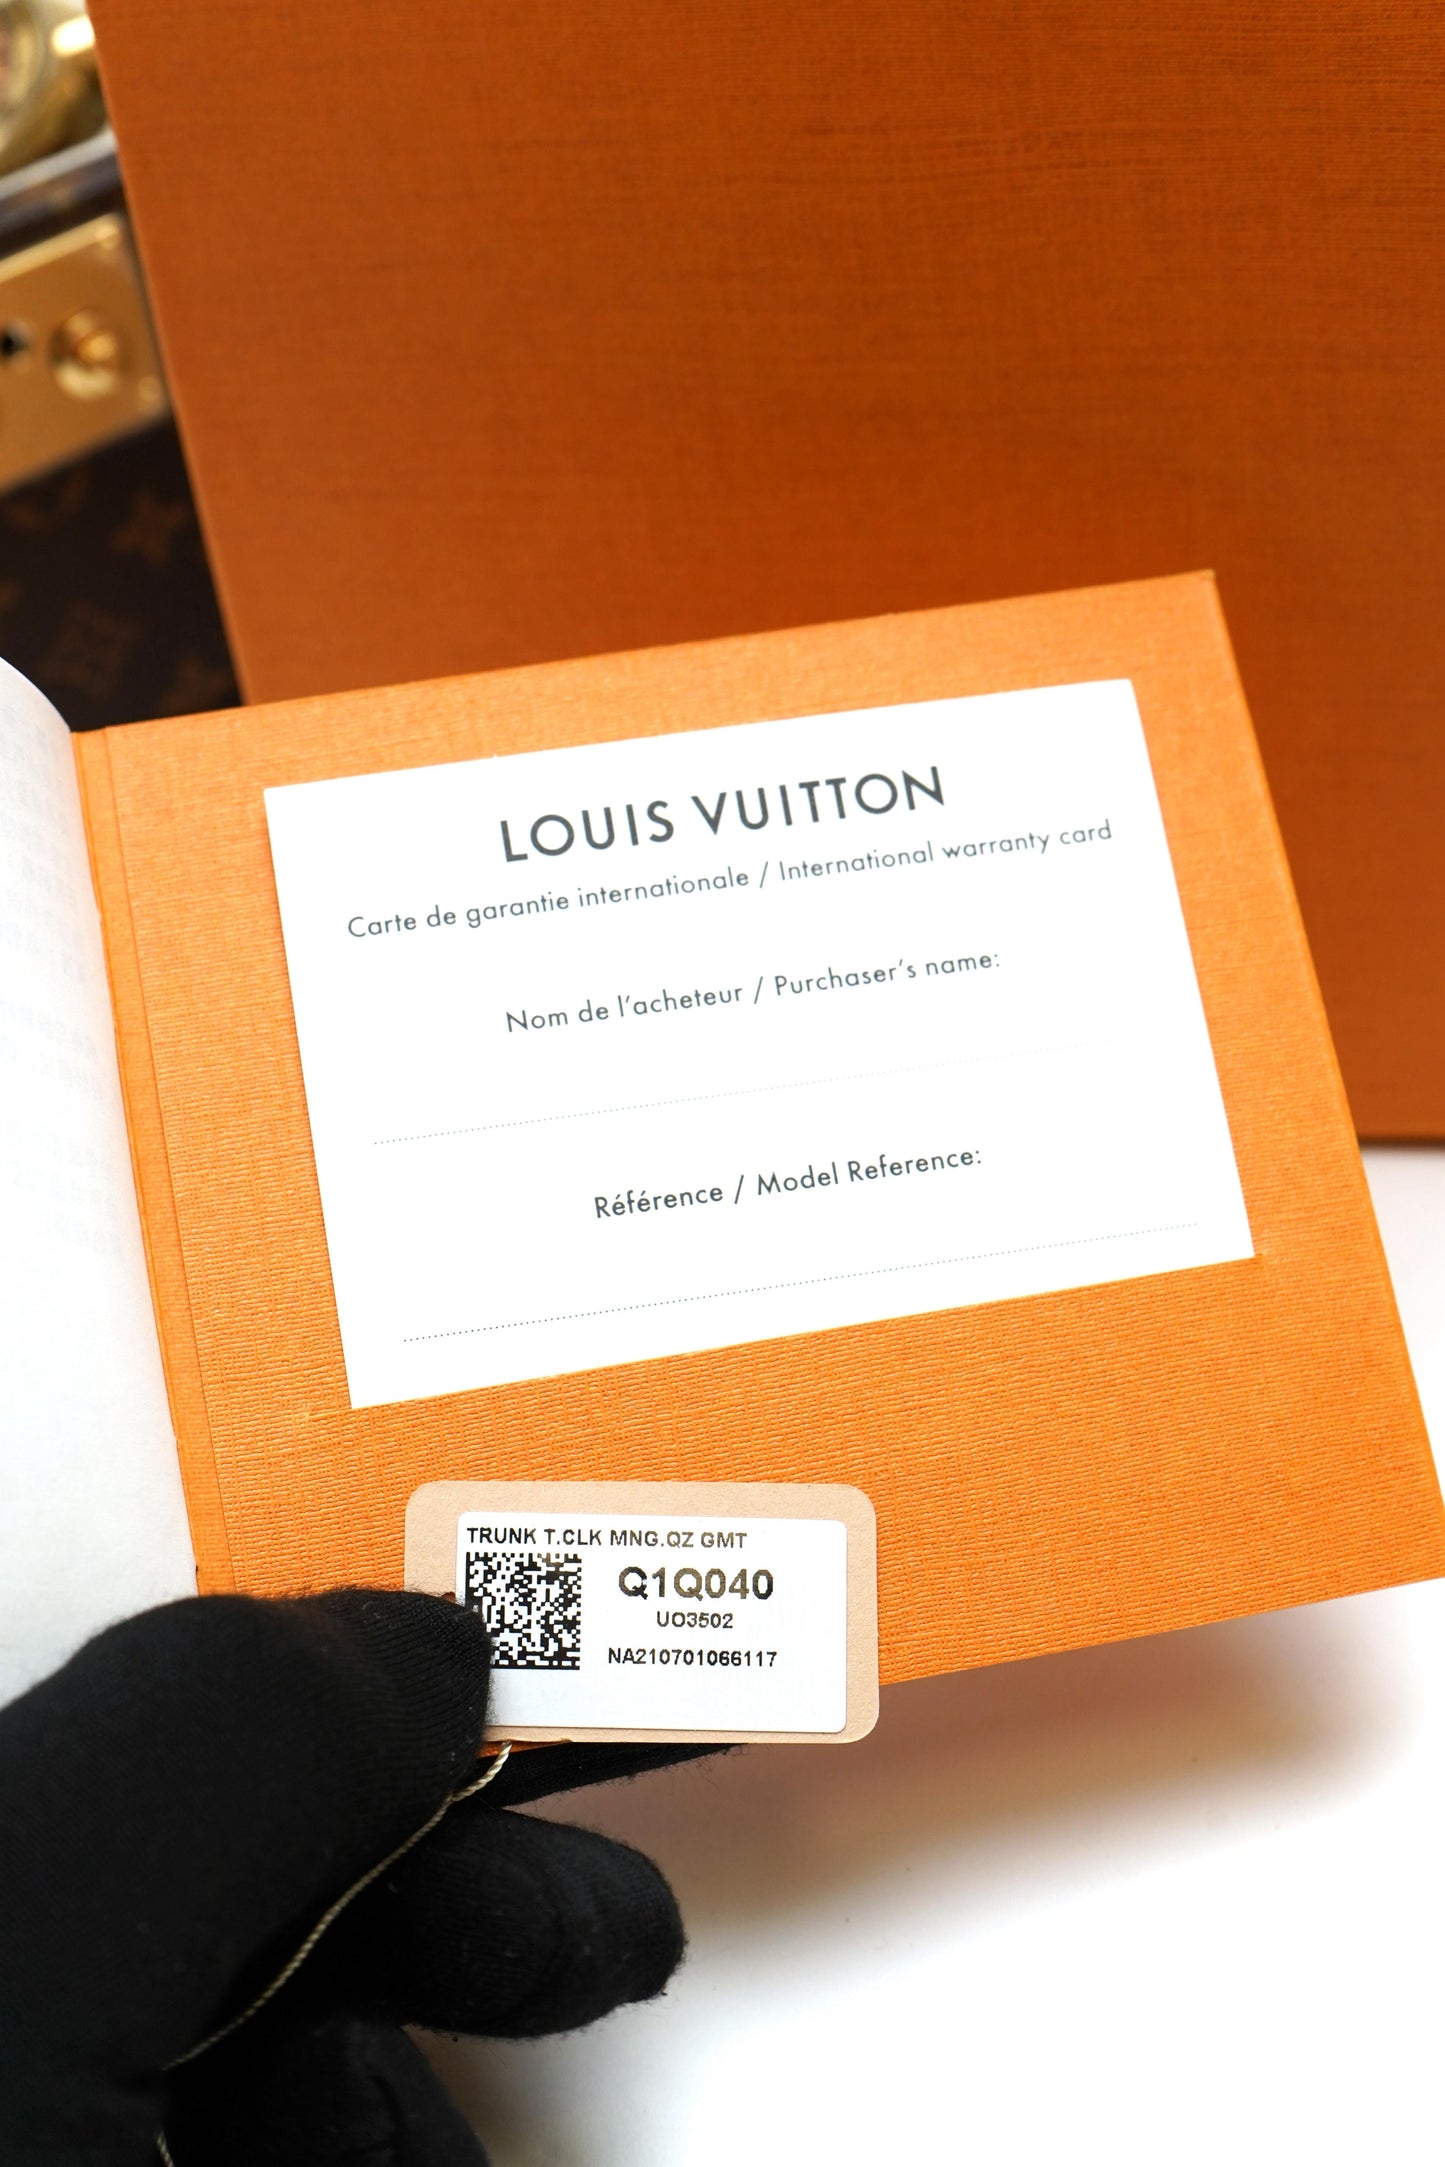 LOUIS VUITTON
Carte de garantie internationale / International warranty card
Nom de l’acheteur / Purchaser’s name:
Référence / Model Reference:
TRUNK T.CLK MNG.QZ GMT
Q1Q040
UO3502
NA210701066117